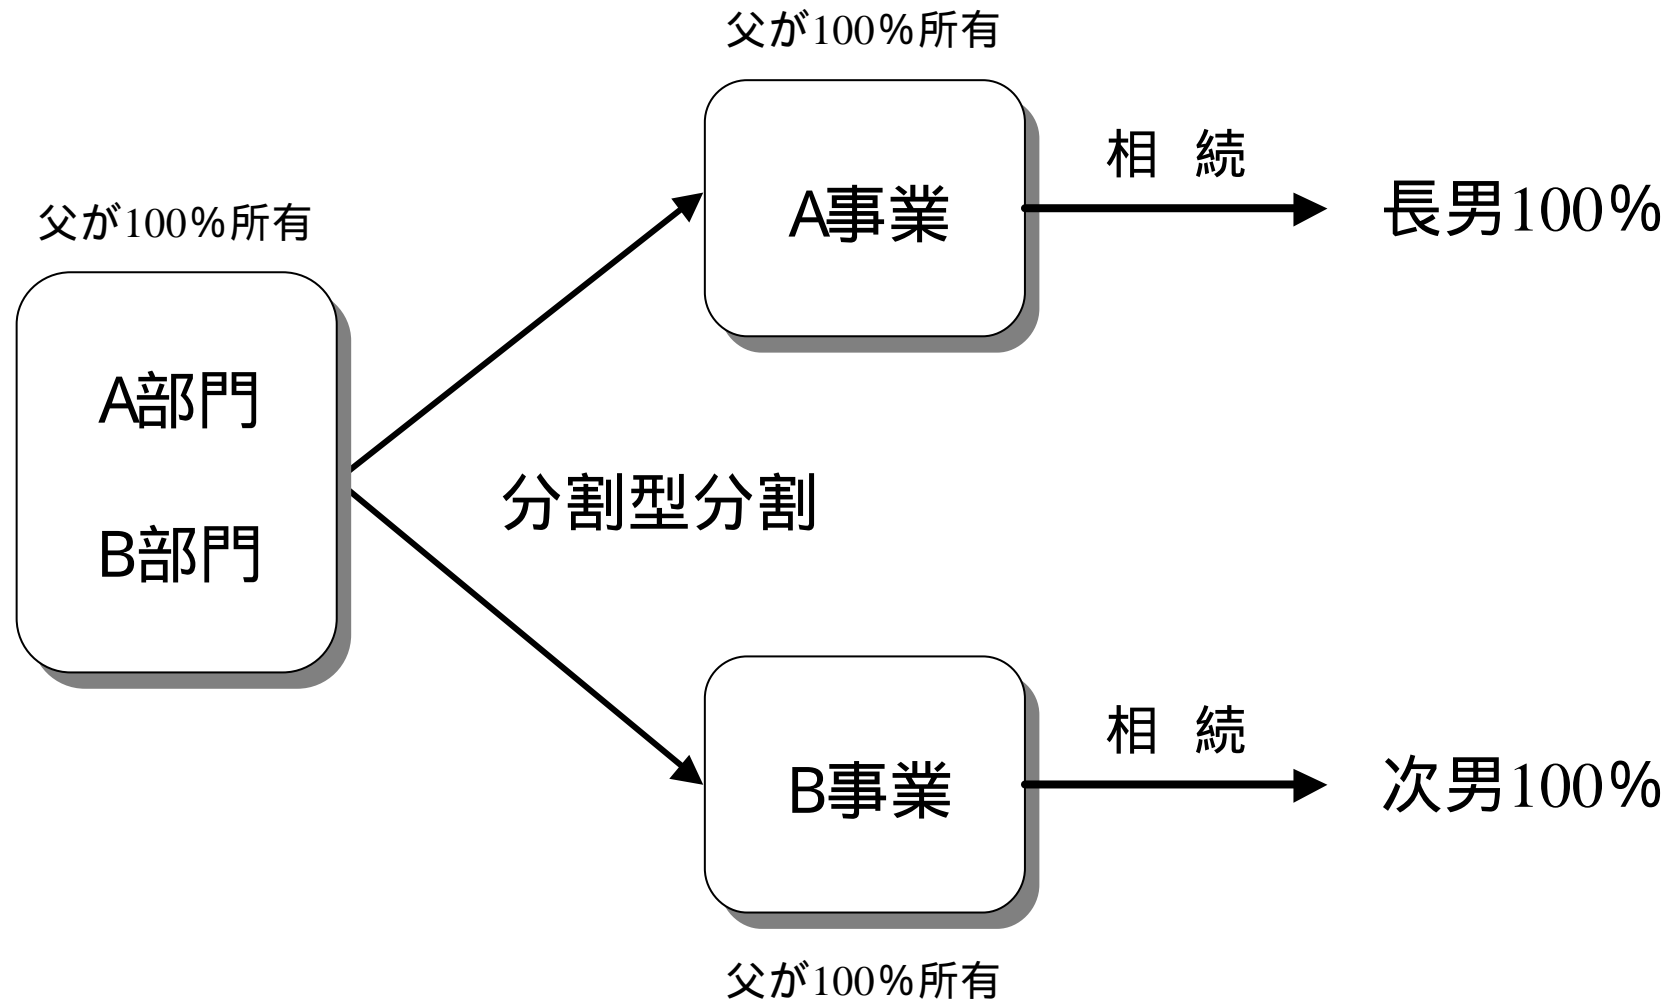 父が100%所有
A部門
B部門
分割型分割
父が100%所有
A事業
相 続
長男100%
B事業
相 続
次男100%
父が100%所有